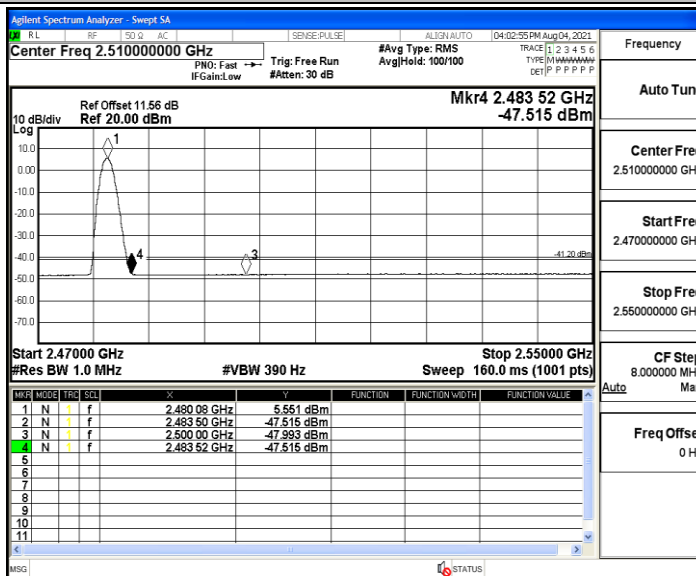 Agilent Spectrum Analyzer - Swept SA
RL RF 50 Ω AC SENSE:PULSE ALIGN AUTO 04:02:55 PM Aug 04, 2021
Center Freq 2.510000000 GHz
PNO: Fast
IFGain:Low
Trig: Free Run
#Atten: 30 dB
#Avg Type: RMS
Avg|Hold: 100/100
TRACE 1 2 3 4 5 6
TYPE M
DET P P P P P P
Ref Offset 11.56 dB
Ref 20.00 dBm
10 dB/div
Log
Mkr4 2.483 52 GHz
-47.515 dBm
10.0
0.00
-10.0
-20.0
-30.0
-40.0
-50.0
-60.0
-70.0
1
4
3
-41.20 dBm
Start 2.47000 GHz
Stop 2.55000 GHz
#Res BW 1.0 MHz
#VBW 390 Hz
Sweep 160.0 ms (1001 pts)
MKR MODE TRC SCL X Y FUNCTION FUNCTION WIDTH FUNCTION VALUE
1 N 1 f 2.480 08 GHz 5.551 dBm
2 N 1 f 2.483 50 GHz -47.515 dBm
3 N 1 f 2.500 00 GHz -47.993 dBm
4 N 1 f 2.483 52 GHz -47.515 dBm
5
6
7
8
9
10
11
MSG
STATUS
Frequency
Auto Tun
Center Fre
2.510000000 GH
Start Fre
2.470000000 GH
Stop Fre
2.550000000 GH
CF Step
8.000000 MH
Auto Ma
Freq Offse
0 H